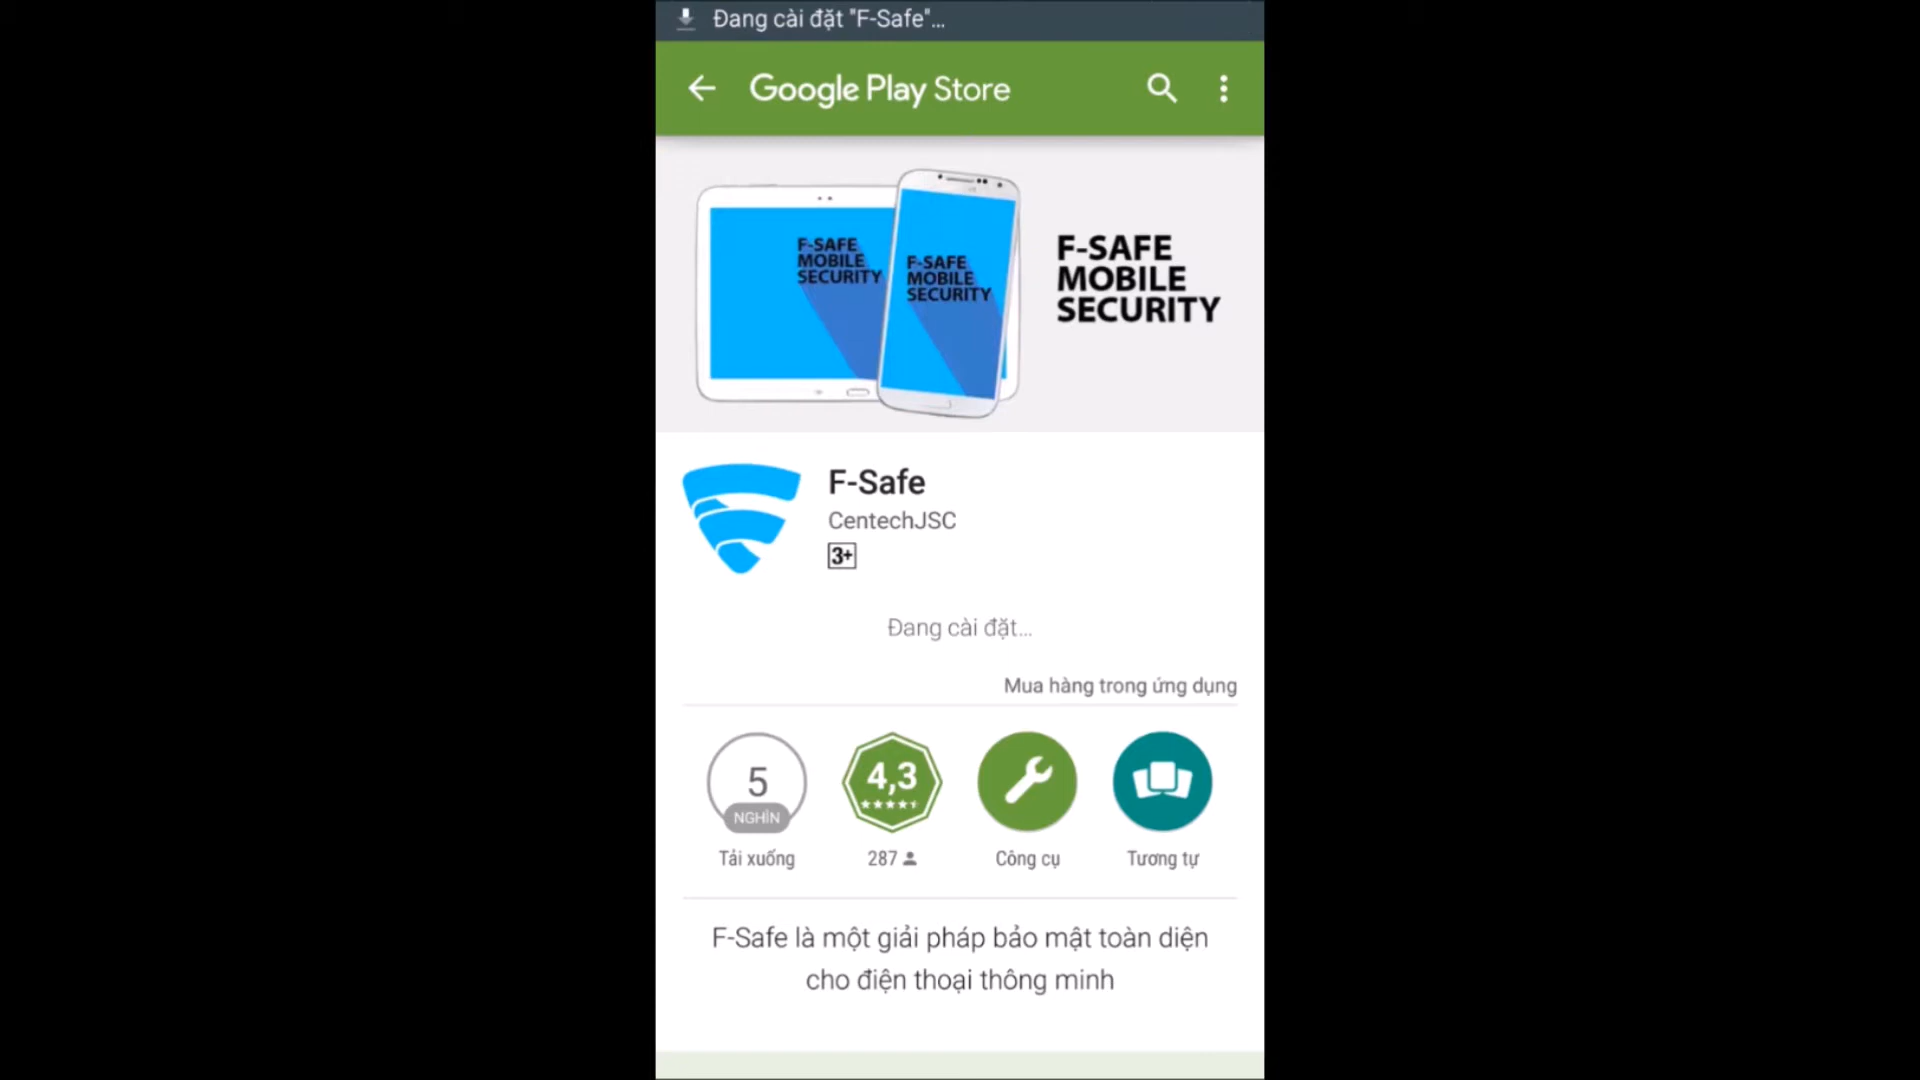 Đang cài đặt "F-Safe"...
Google Play Store
F-SAFE
MOBILE
SECURITY
F-SAFE
MOBILE
SECURITY
F-SAFE
MOBILE
SECURITY
F-Safe
CentechJSC
3+
Đang cài đặt...
Mua hàng trong ứng dụng
5
NGHÌN
Tải xuống
4,3
287
Công cụ
Tương tự
F-Safe là một giải pháp bảo mật toàn diện
cho điện thoại thông minh